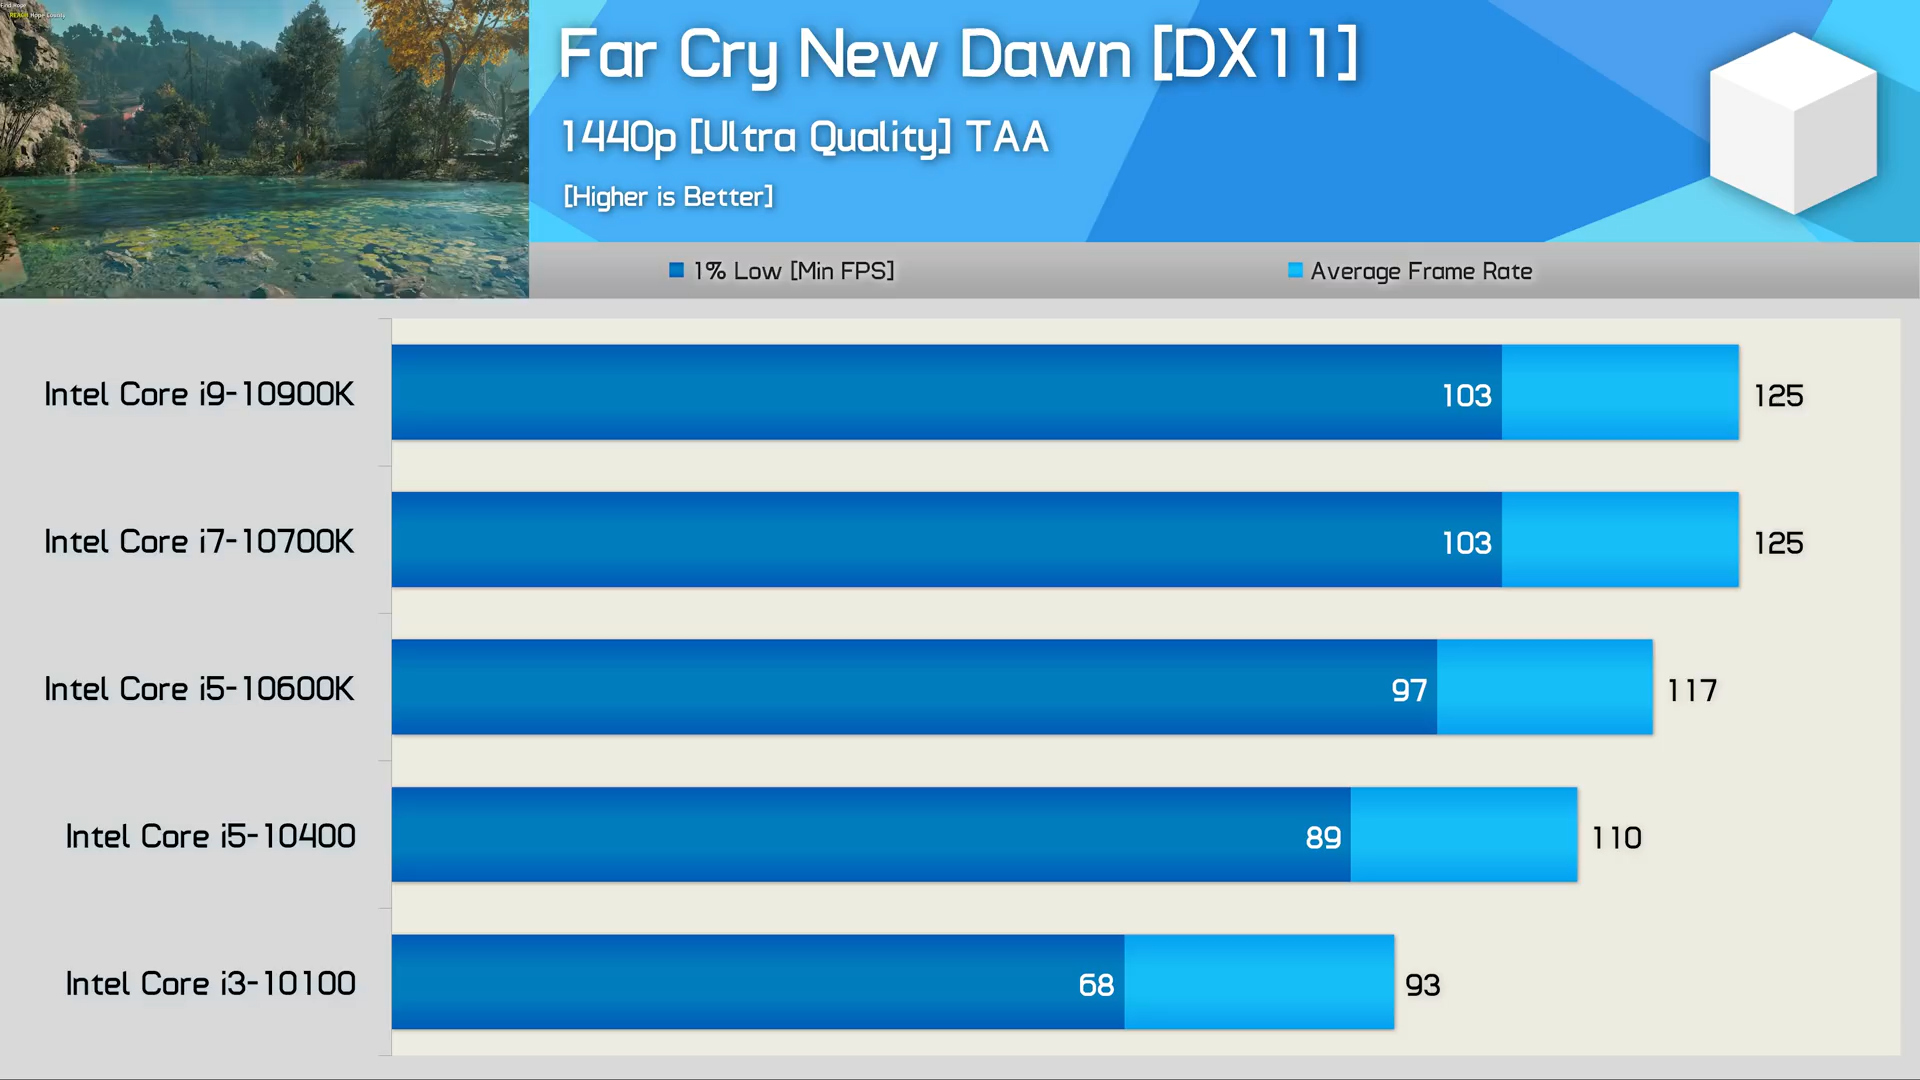 Far Cry New Dawn [DX11]
1440p [Ultra Quality] TAA
[Higher is Better]
1% Low [Min FPS]
Average Frame Rate
Intel Core i9-10900K
103
125
Intel Core i7-10700K
103
125
Intel Core i5-10600K
97
117
Intel Core i5-10400
89
110
Intel Core i3-10100
68
93